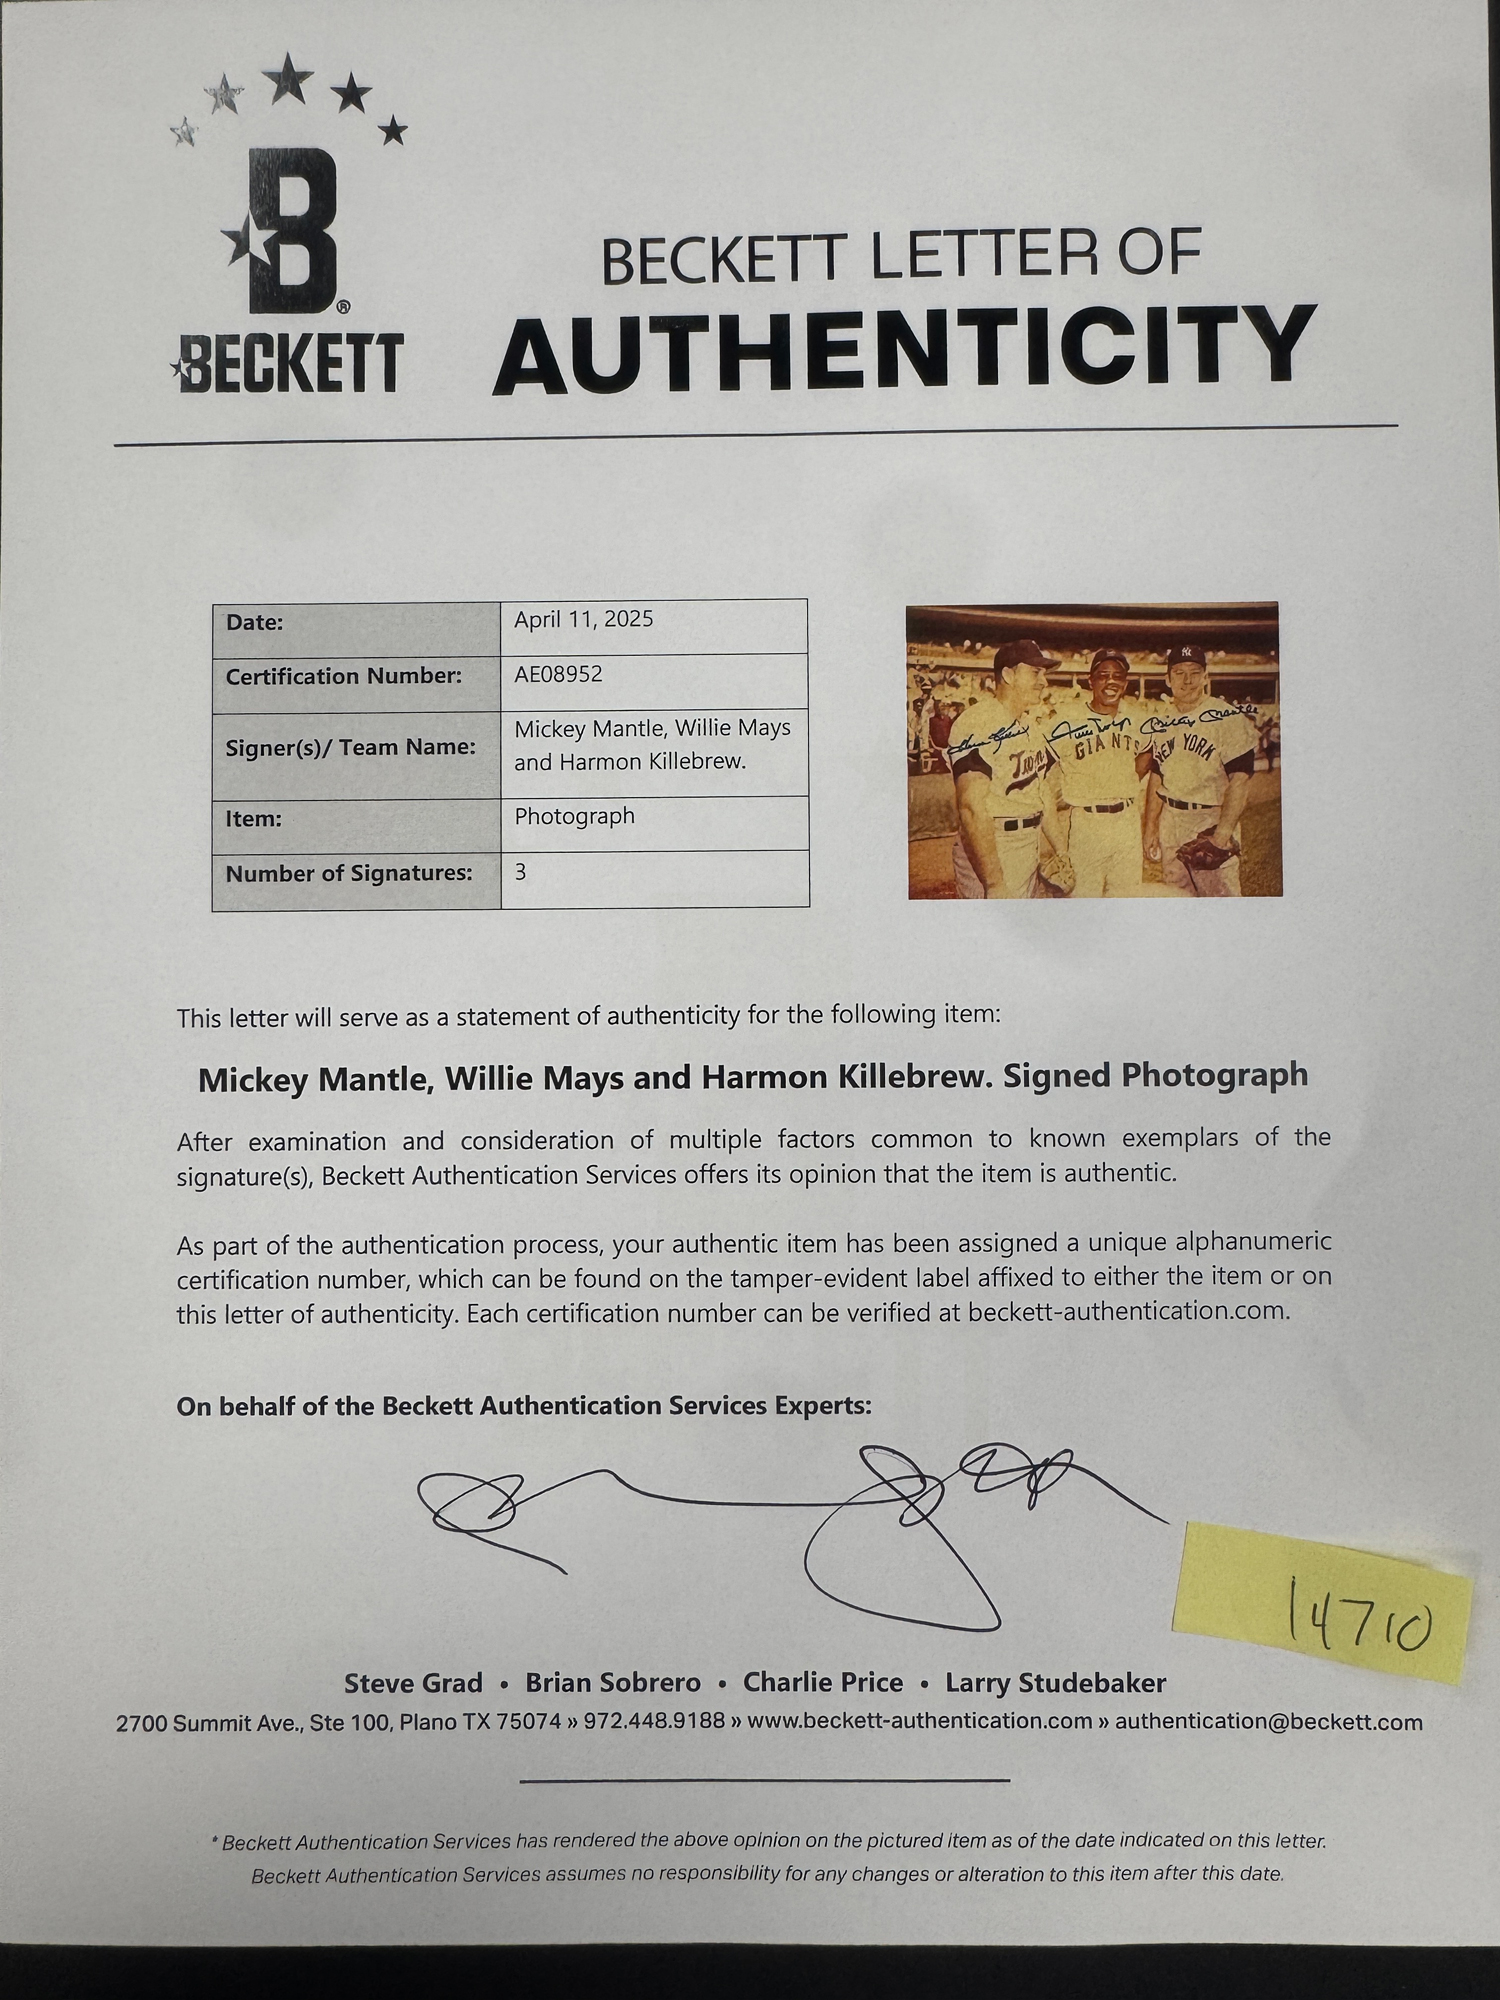 B®
BECKETT
BECKETT LETTER OF
AUTHENTICITY
Date: April 11, 2025
Certification Number: AE08952
Signer(s)/ Team Name: Mickey Mantle, Willie Mays
and Harmon Killebrew.
Item: Photograph
Number of Signatures: 3
Willie Mays Mickey Mantle
Twins GIANTS NEW YORK
This letter will serve as a statement of authenticity for the following item:
Mickey Mantle, Willie Mays and Harmon Killebrew. Signed Photograph
After examination and consideration of multiple factors common to known exemplars of the
signature(s), Beckett Authentication Services offers its opinion that the item is authentic.
As part of the authentication process, your authentic item has been assigned a unique alphanumeric
certification number, which can be found on the tamper-evident label affixed to either the item or on
this letter of authenticity. Each certification number can be verified at beckett-authentication.com.
On behalf of the Beckett Authentication Services Experts:
14710
Steve Grad • Brian Sobrero • Charlie Price • Larry Studebaker
2700 Summit Ave., Ste 100, Plano TX 75074 » 972.448.9188 » www.beckett-authentication.com » authentication@beckett.com
* Beckett Authentication Services has rendered the above opinion on the pictured item as of the date indicated on this letter.
Beckett Authentication Services assumes no responsibility for any changes or alteration to this item after this date.